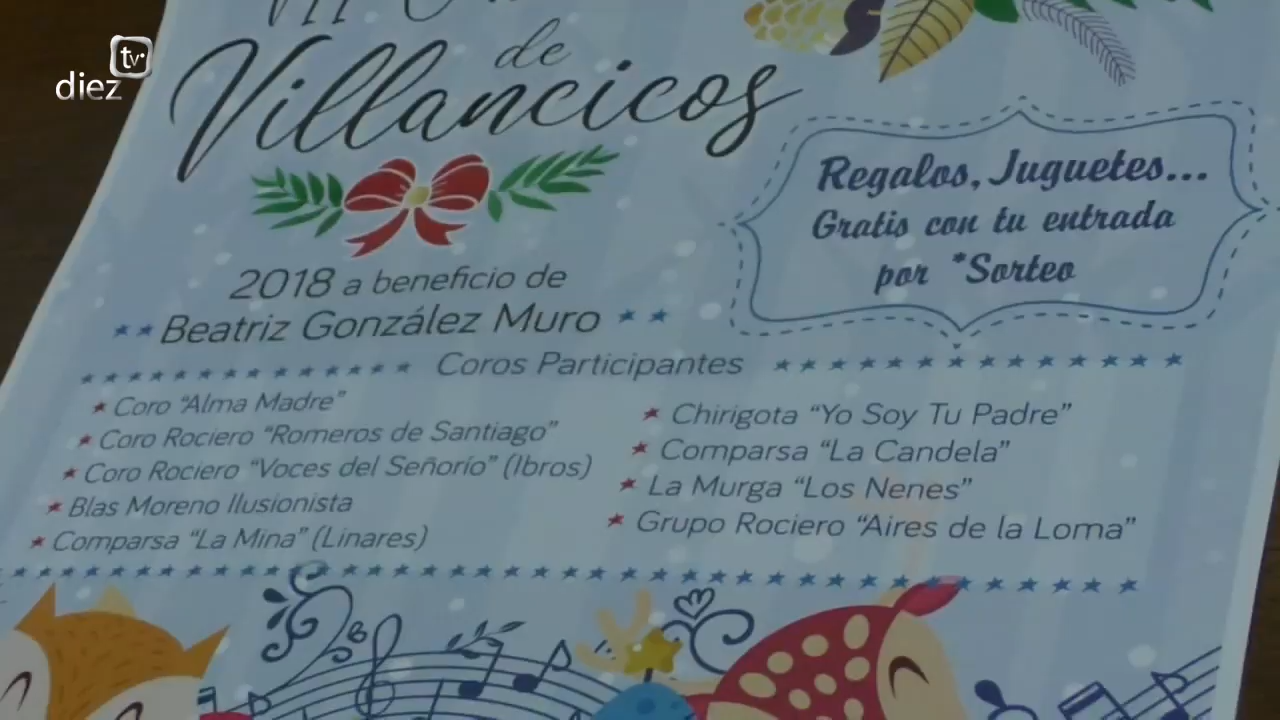 diez tv
VII
de
Villancicos
Regalos, Juguetes...
Gratis con tu entrada
por *Sorteo
2018 a beneficio de
Beatriz González Muro
Coros Participantes
Coro “Alma Madre”
Coro Rociero “Romeros de Santiago”
Coro Rociero “Voces del Señorío” (Ibros)
Blas Moreno Ilusionista
Comparsa “La Mina” (Linares)
Chirigota “Yo Soy Tu Padre”
Comparsa “La Candela”
La Murga “Los Nenes”
Grupo Rociero “Aires de la Loma”